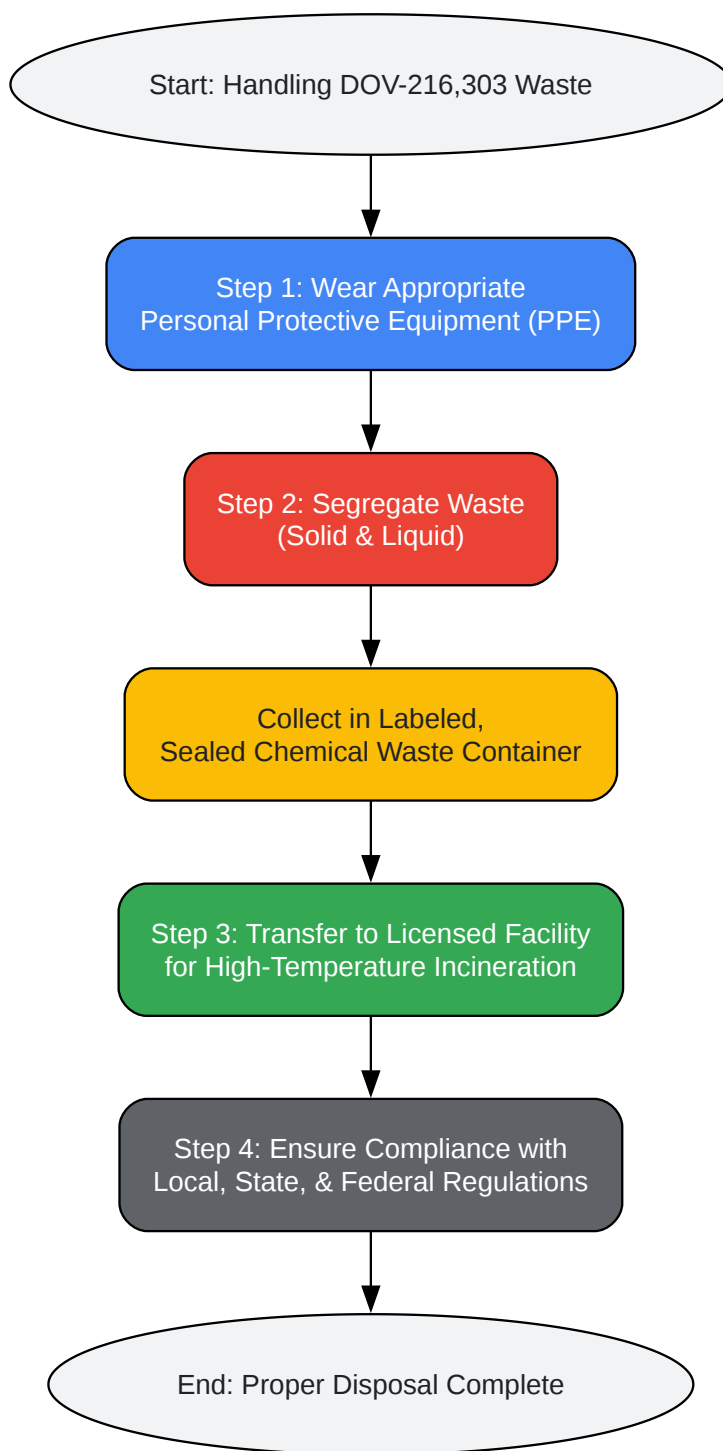 Start: Handling DOV-216,303 Waste
Step 1: Wear Appropriate
Personal Protective Equipment (PPE)
Step 2: Segregate Waste
(Solid & Liquid)
Collect in Labeled,
Sealed Chemical Waste Container
Step 3: Transfer to Licensed Facility
for High-Temperature Incineration
Step 4: Ensure Compliance with
Local, State, & Federal Regulations
End: Proper Disposal Complete